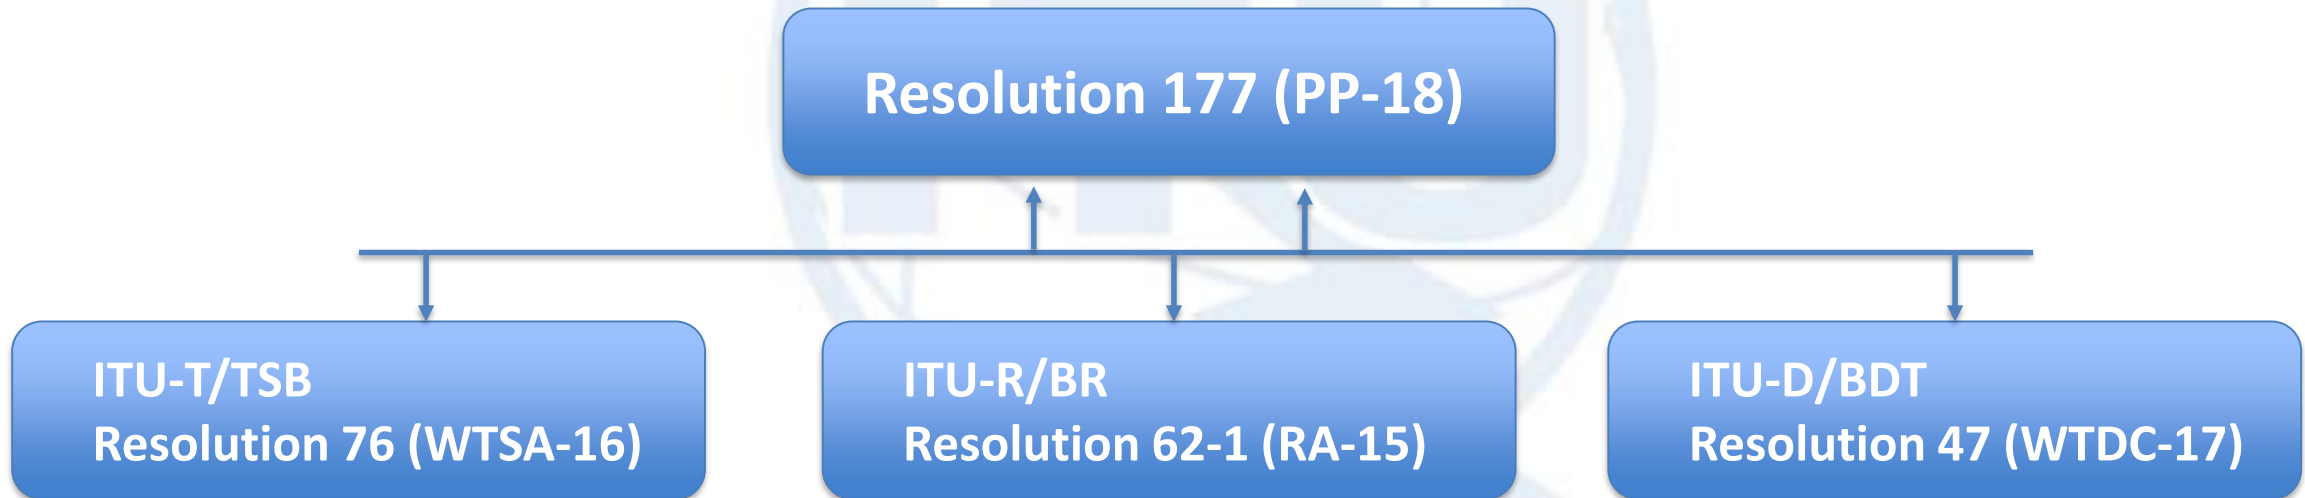 Resolution 177 (PP-18)
ITU-T/TSB
Resolution 76 (WTSA-16)
ITU-R/BR
Resolution 62-1 (RA-15)
ITU-D/BDT
Resolution 47 (WTDC-17)